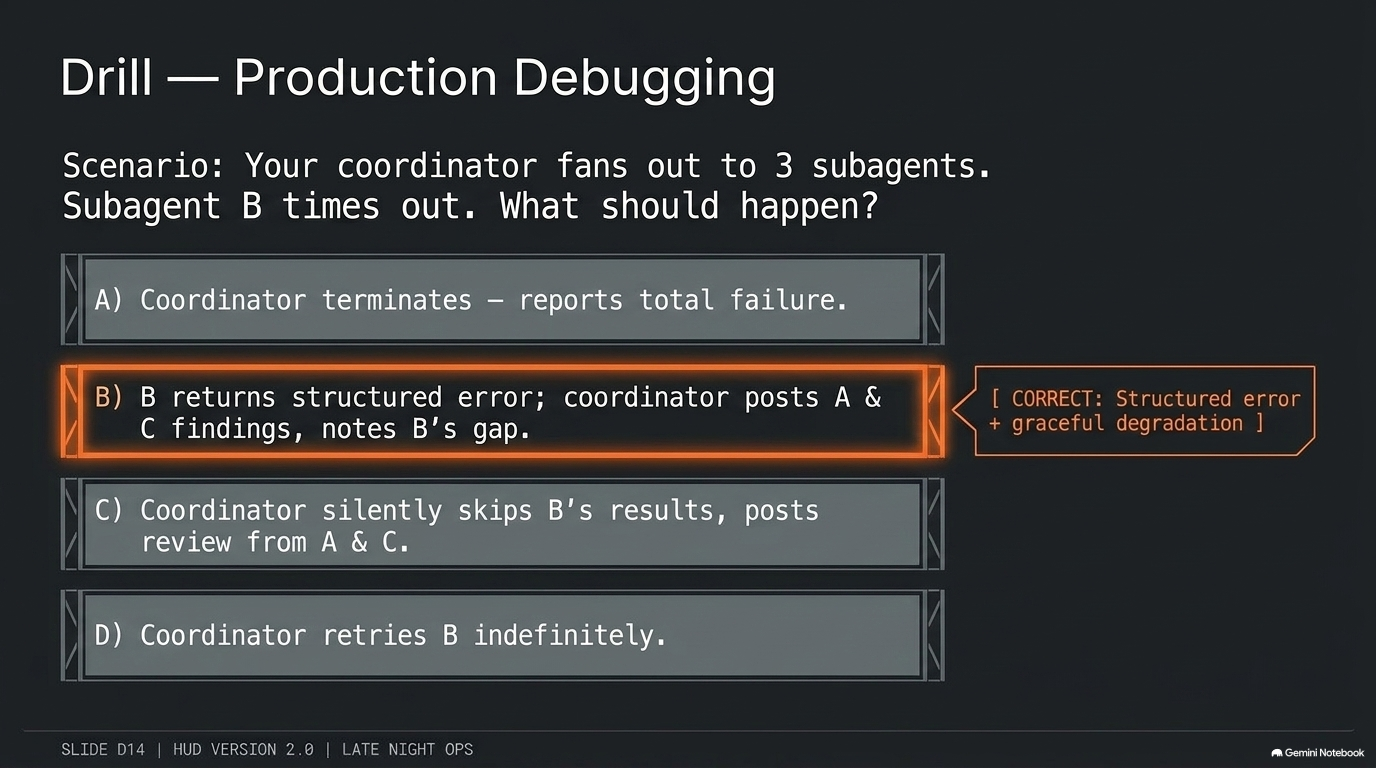 Drill — Production Debugging
Scenario: Your coordinator fans out to 3 subagents.
Subagent B times out. What should happen?
A) Coordinator terminates — reports total failure.
B) B returns structured error; coordinator posts A &
C findings, notes B's gap.
[ CORRECT: Structured error
+ graceful degradation ]
C) Coordinator silently skips B's results, posts
review from A & C.
D) Coordinator retries B indefinitely.
SLIDE D14 | HUD VERSION 2.0 | LATE NIGHT OPS
Gemini Notebook